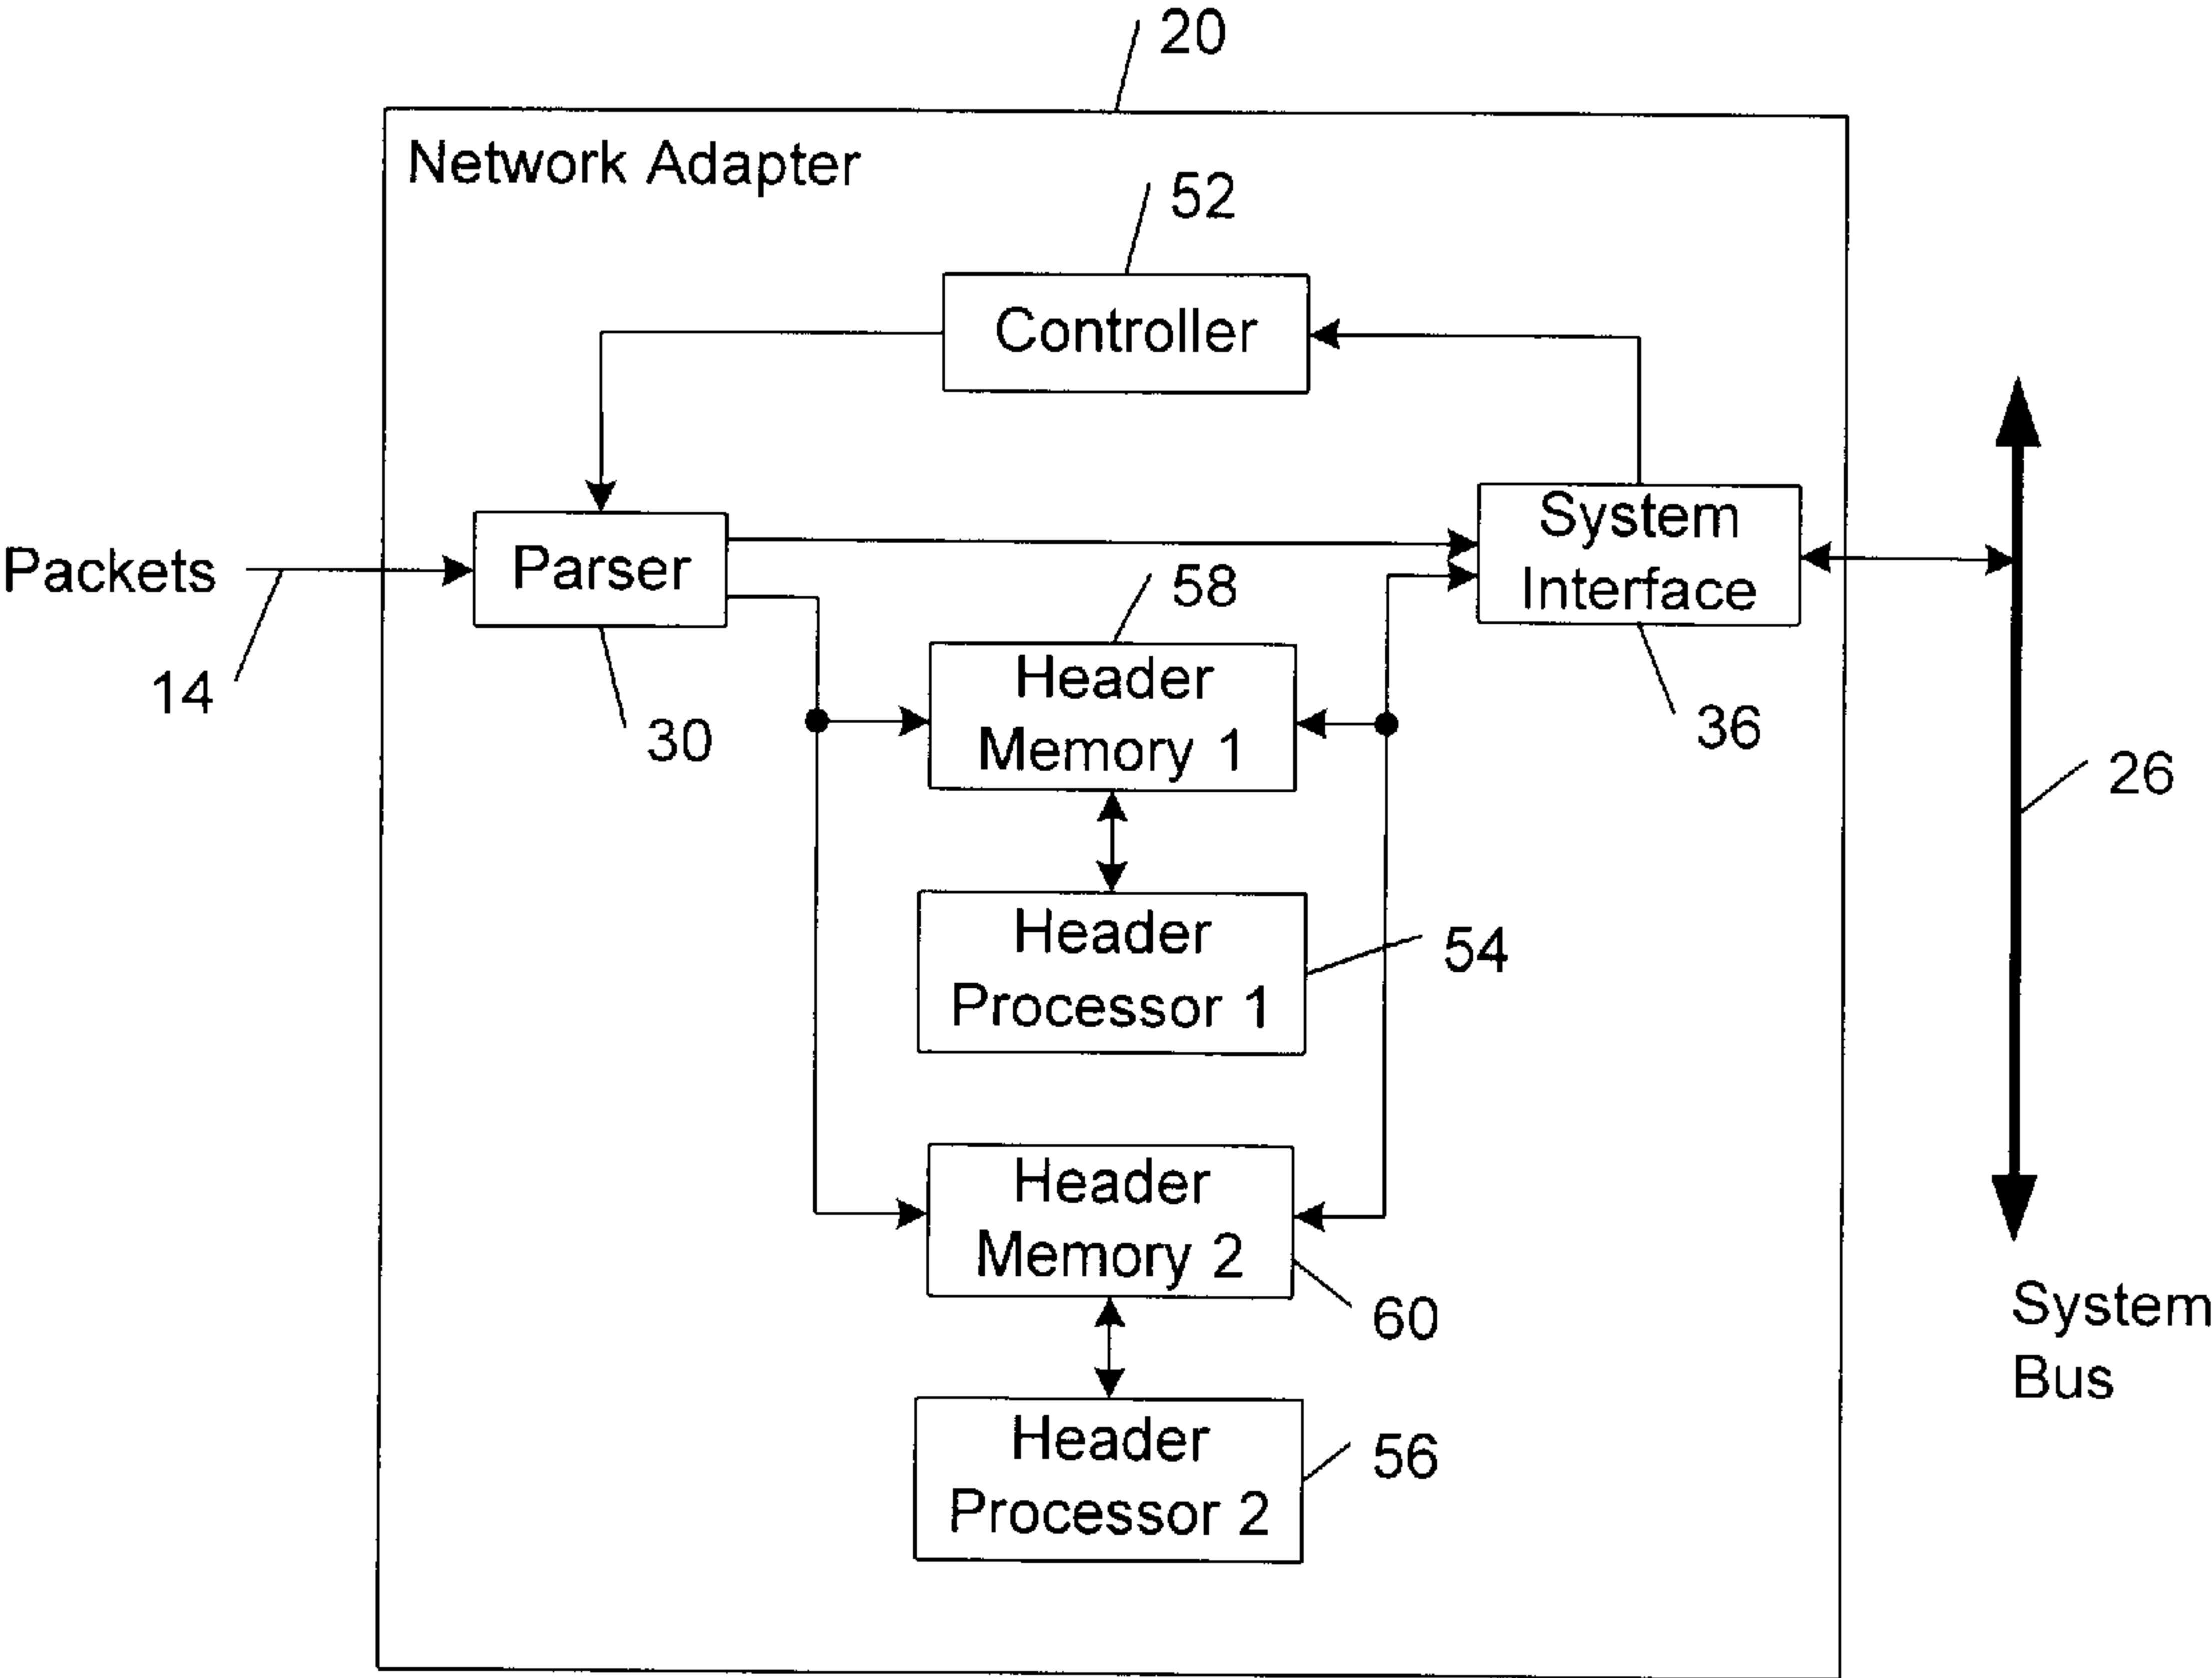 20
Network Adapter
52
Controller
System
Interface
Packets
Parser
58
14
30
Header
Memory 1
36
26
Header
Processor 1
54
Header
Memory 2
60
System
Bus
Header
Processor 2
56